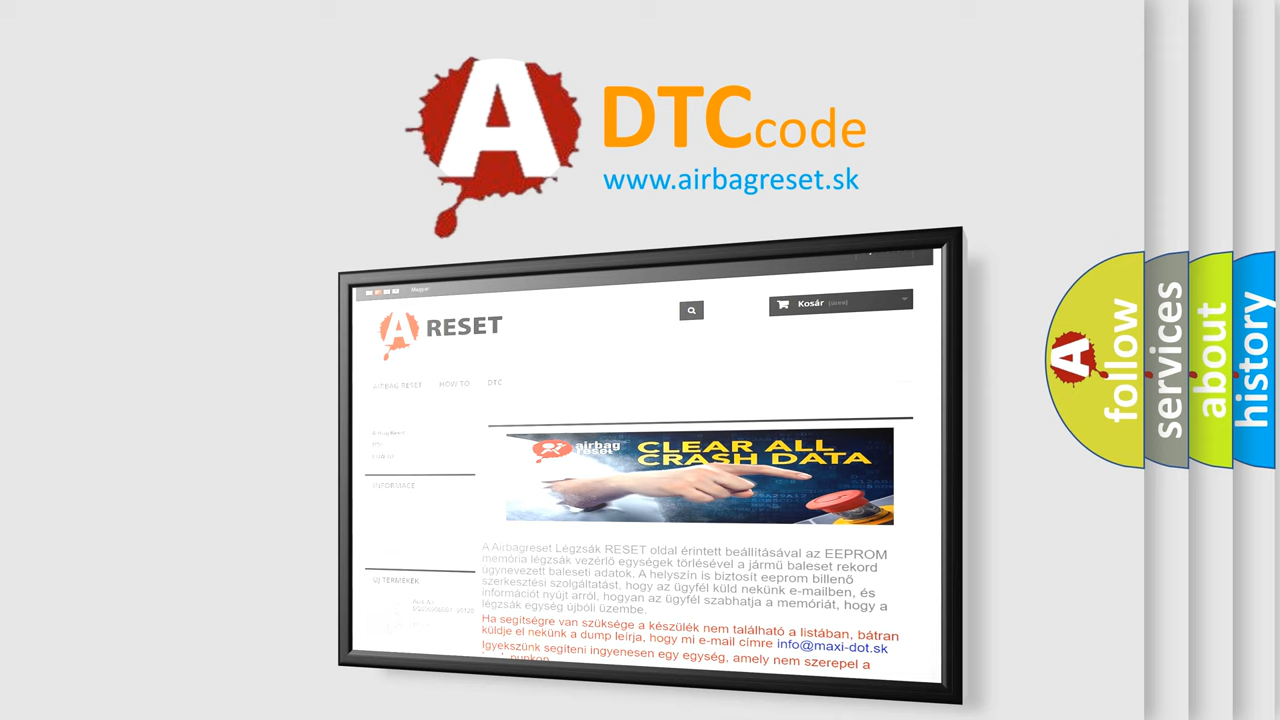 A
DTCcode
www.airbagreset.sk
Magyar
Kosár (üres)
A RESET
AIRBAG RESET HOW TO DTC
INFORMACE
ÚJ TERMÉKEK
airbag
reset
CLEAR ALL
CRASH DATA
A Airbagreset Légzsák RESET oldal érintett beállításával az EEPROM
memória légzsák vezérlő egységek törlésével a jármű baleset rekord
úgynevezett baleseti adatok. A helyszín is biztosít eeprom billenő
szerkesztési szolgáltatást, hogy az ügyfél küld nekünk e-mailben, és
információt nyújt arról, hogyan az ügyfél szabhatja a memóriát, hogy a
légzsák egység újbóli üzembe.
Ha segítségre van szüksége a készülék nem található a listában, bátran
küldje el nekünk a dump leírja, hogy mi e-mail címre info@maxi-dot.sk
Igyekszünk segíteni ingyenesen egy egység, amely nem szerepel a
A
follow
services
about
history